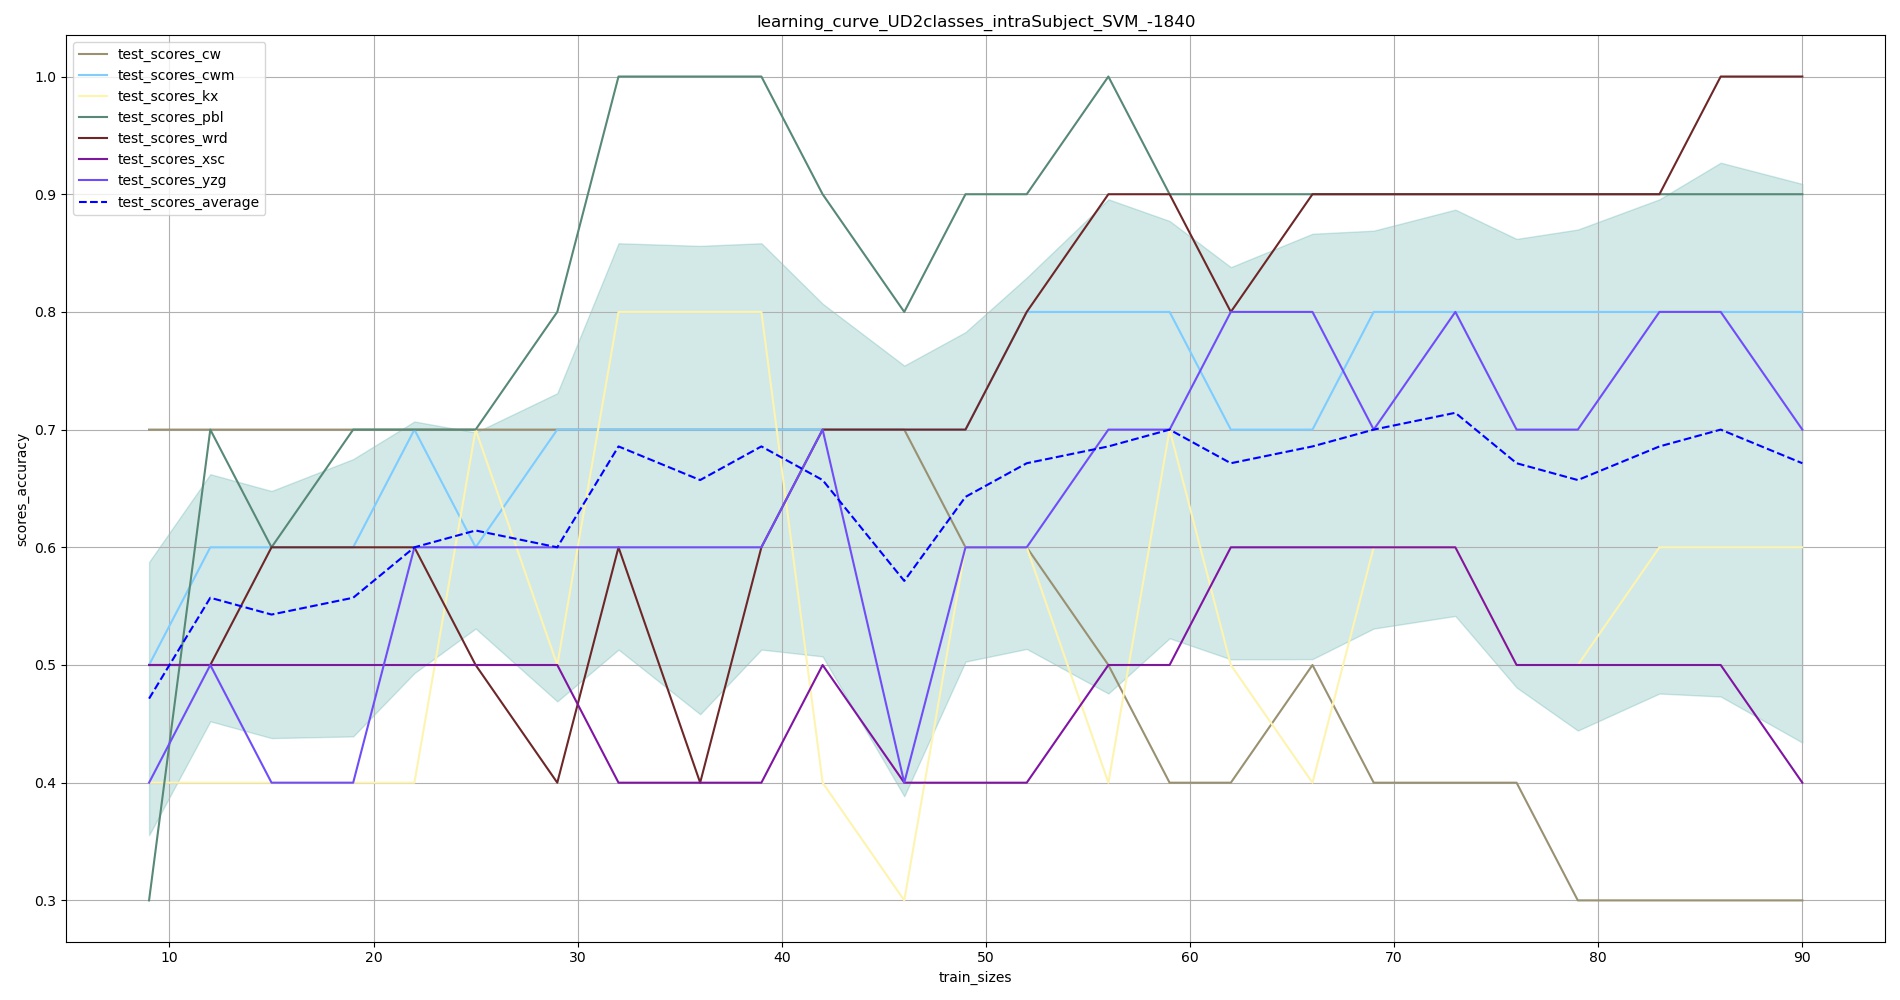 learning_curve_UD2classes_intraSubject_SVM_-1840
test_scores_cw
test_scores_cwm
test_scores_kx
test_scores_pbl
test_scores_wrd
test_scores_xsc
test_scores_yzg
test_scores_average
1.0
0.9
0.8
0.7
0.6
0.5
0.4
0.3
scores_accuracy
10 20 30 40 50 60 70 80 90
train_sizes